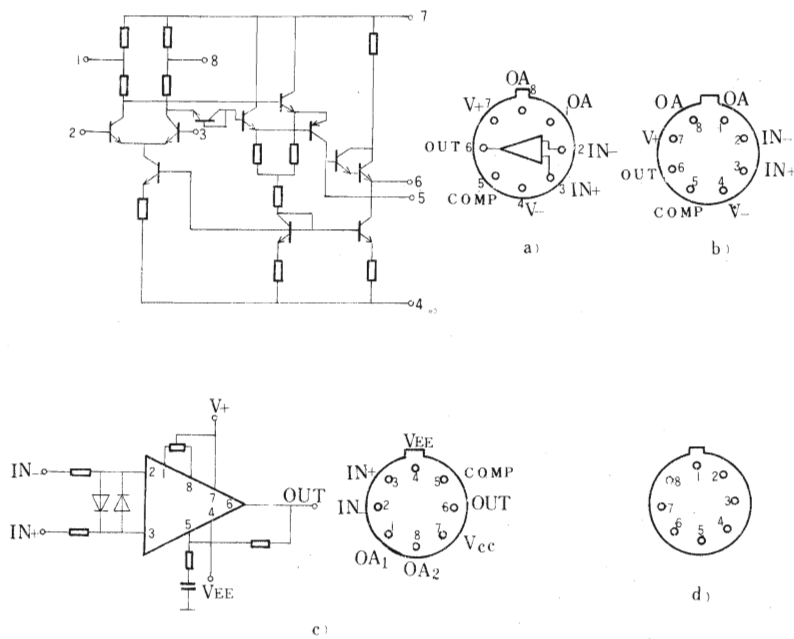 7
1
8
2
3
6
5
4
OA
8
V+ 7
1 OA
OUT 6
2 IN-
5
COMP
4
V-
3
IN+
a)
OA
OA
8
1
V+
7
2
IN-
OUT
6
3
IN+
5
4
COMP
V-
b)
V+
IN-
2
1
8
7
6
OUT
4
IN+
3
5
VEE
VEE
IN+
3
4
5
COMP
IN-
2
6
OUT
1
8
7
Vcc
OA1
OA2
c)
8
1
2
7
3
6
5
4
d)